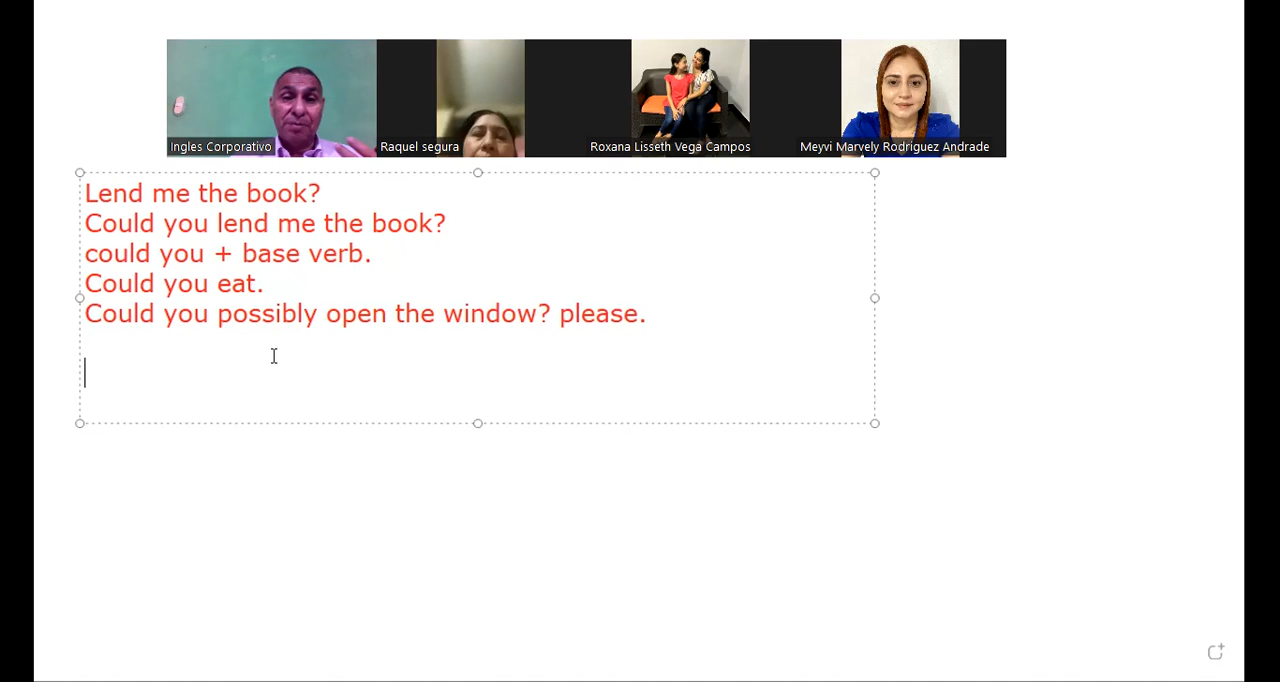 Ingles Corporativo
Raquel segura
Roxana Lisseth Vega Campos
Meyvi Marvely Rodriguez Andrade
Lend me the book?
Could you lend me the book?
could you + base verb.
Could you eat.
Could you possibly open the window? please.